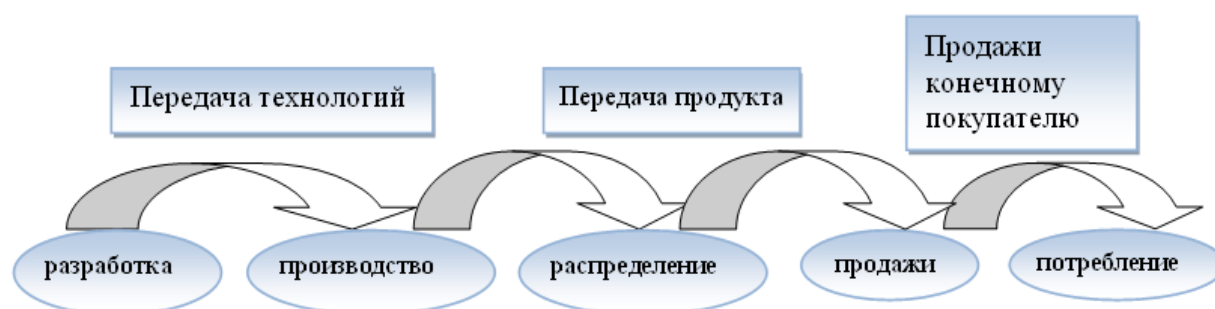 Передача технологий
Передача продукта
Продажи
конечному
покупателю
разработка
производство
распределение
продажи
потребление